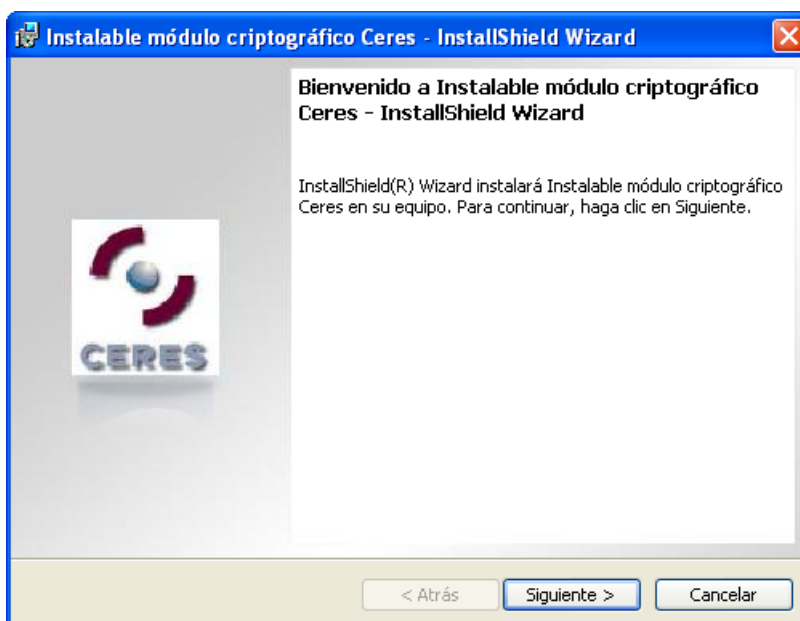 Instalable módulo criptográfico Ceres - InstallShield Wizard
Bienvenido a Instalable módulo criptográfico
Ceres - InstallShield Wizard
InstallShield(R) Wizard instalará Instalable módulo criptográfico
Ceres en su equipo. Para continuar, haga clic en Siguiente.
CERES
< Atrás
Siguiente >
Cancelar